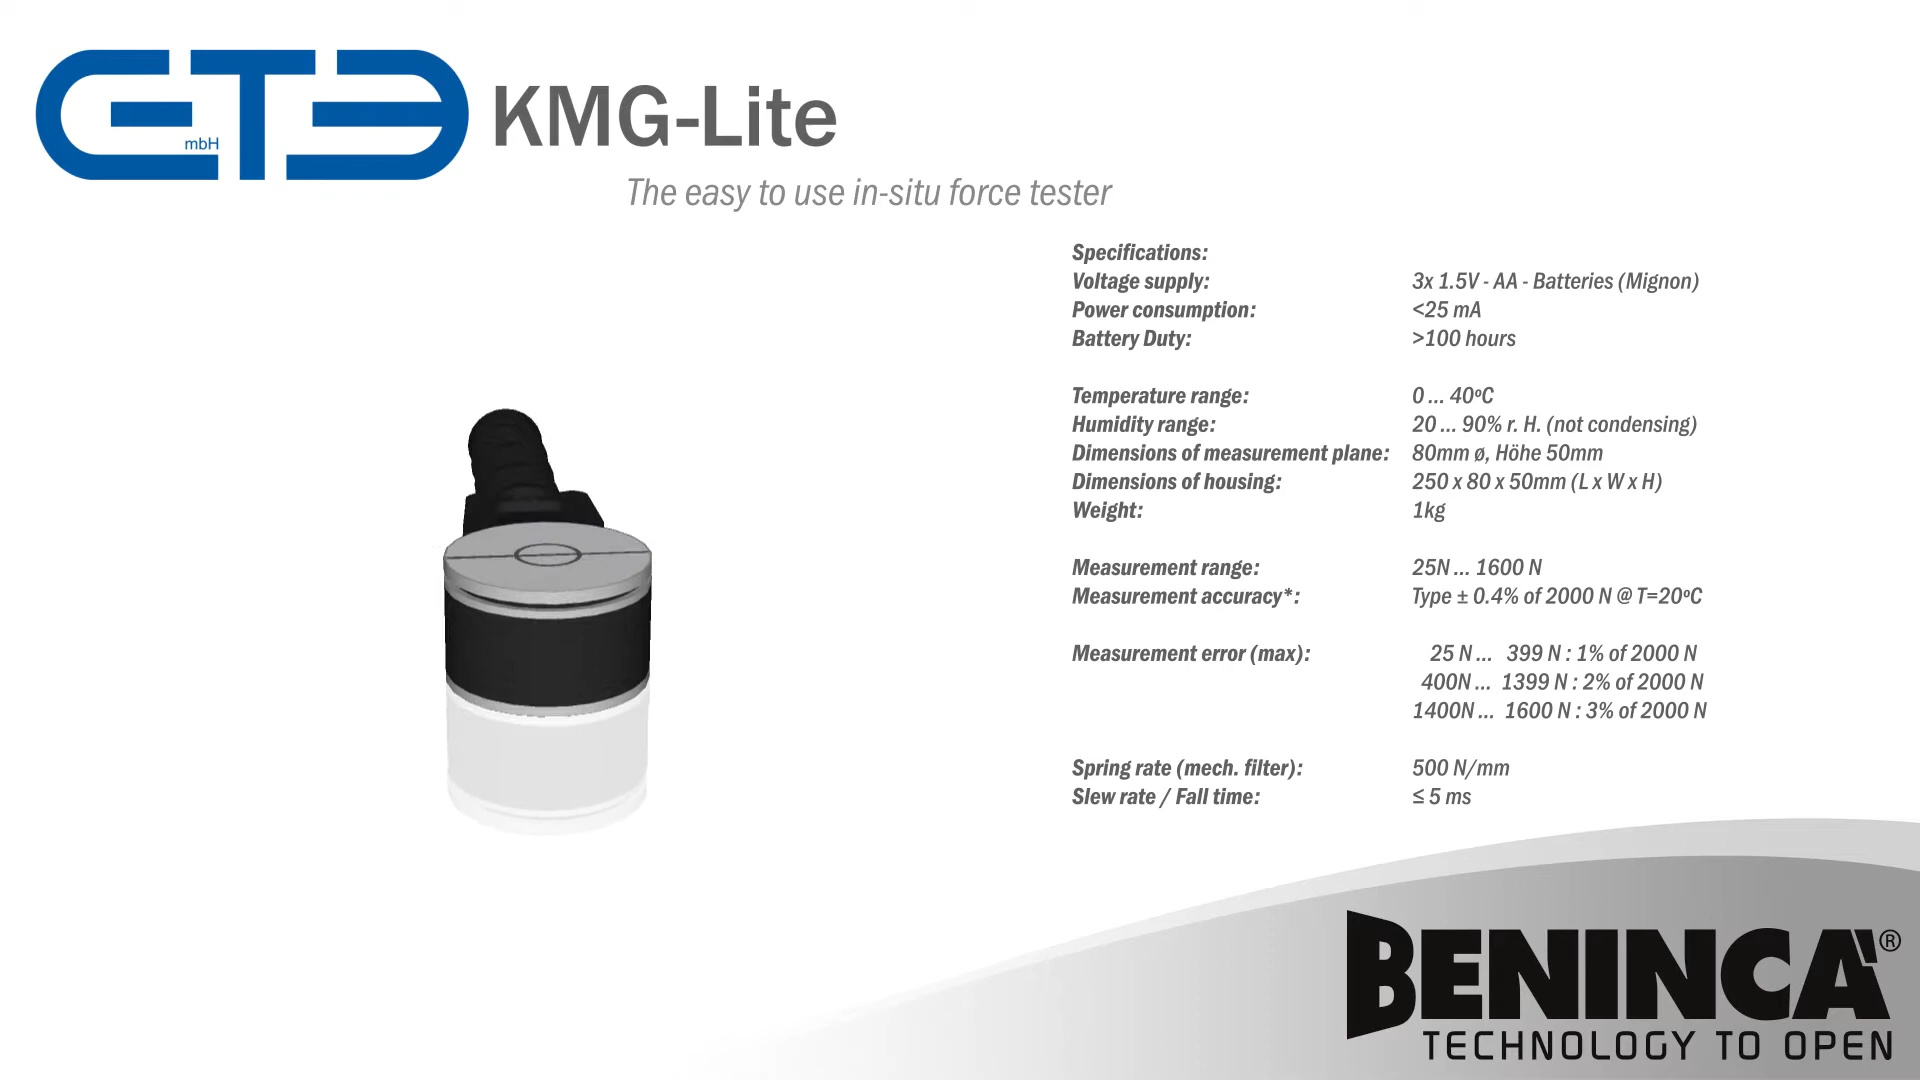 GTE mbH KMG-Lite
The easy to use in-situ force tester
Specifications:
Voltage supply: 3x 1.5V - AA - Batteries (Mignon)
Power consumption: <25 mA
Battery Duty: >100 hours
Temperature range: 0 ... 40ºC
Humidity range: 20 ... 90% r. H. (not condensing)
Dimensions of measurement plane: 80mm ø, Höhe 50mm
Dimensions of housing: 250 x 80 x 50mm (L x W x H)
Weight: 1kg
Measurement range: 25N ... 1600 N
Measurement accuracy*: Type ± 0.4% of 2000 N @ T=20ºC
Measurement error (max): 25 N ... 399 N : 1% of 2000 N
400N ... 1399 N : 2% of 2000 N
1400N ... 1600 N : 3% of 2000 N
Spring rate (mech. filter): 500 N/mm
Slew rate / Fall time: ≤ 5 ms
BENINCÀ®
TECHNOLOGY TO OPEN